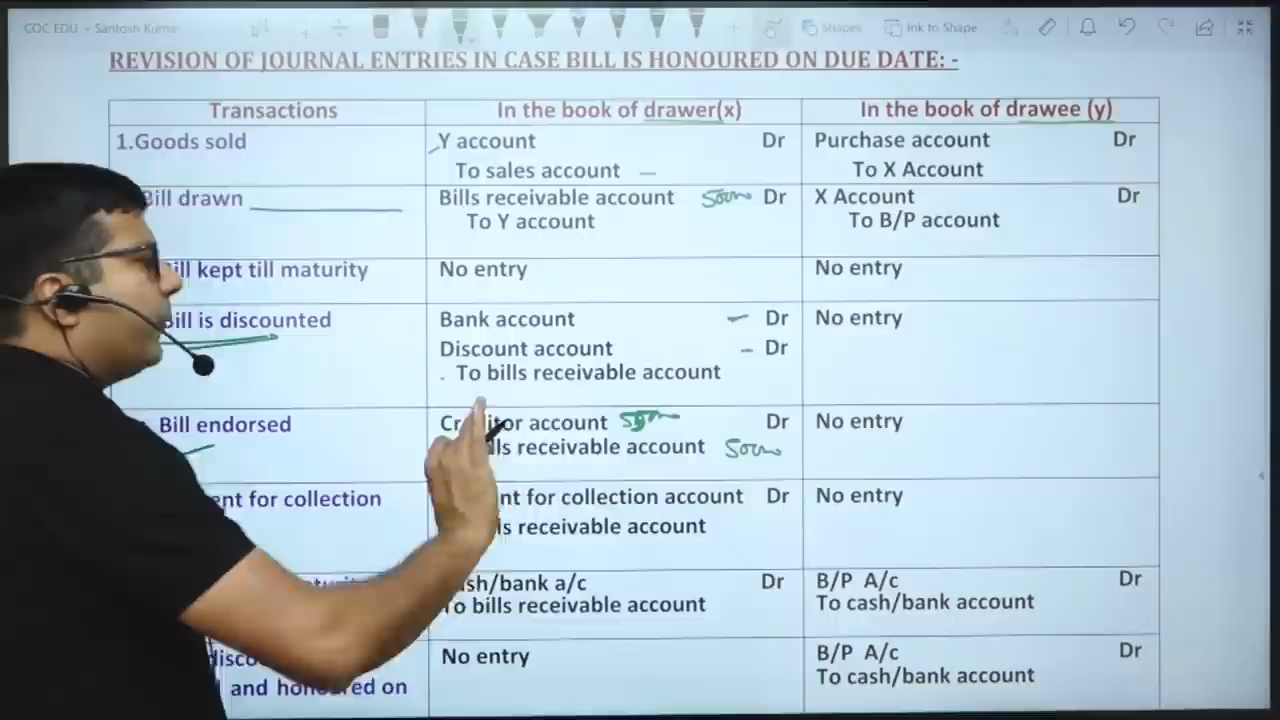 COC.EDU - Santosh Kumar
Shapes
Ink to Shape
REVISION OF JOURNAL ENTRIES IN CASE BILL IS HONOURED ON DUE DATE: -
Transactions In the book of drawer(x) In the book of drawee (y)
1.Goods sold Y account Dr Purchase account Dr
To sales account To X Account
Bill drawn Bills receivable account Dr X Account Dr
To Y account To B/P account
Bill kept till maturity No entry No entry
Bill is discounted Bank account Dr No entry
Discount account Dr
. To bills receivable account
Bill endorsed Creditor account Dr No entry
receivable account
for collection for collection account Dr No entry
receivable account
Cash/bank a/c Dr B/P A/c Dr
To bills receivable account To cash/bank account
No entry B/P A/c Dr
and honoured on To cash/bank account